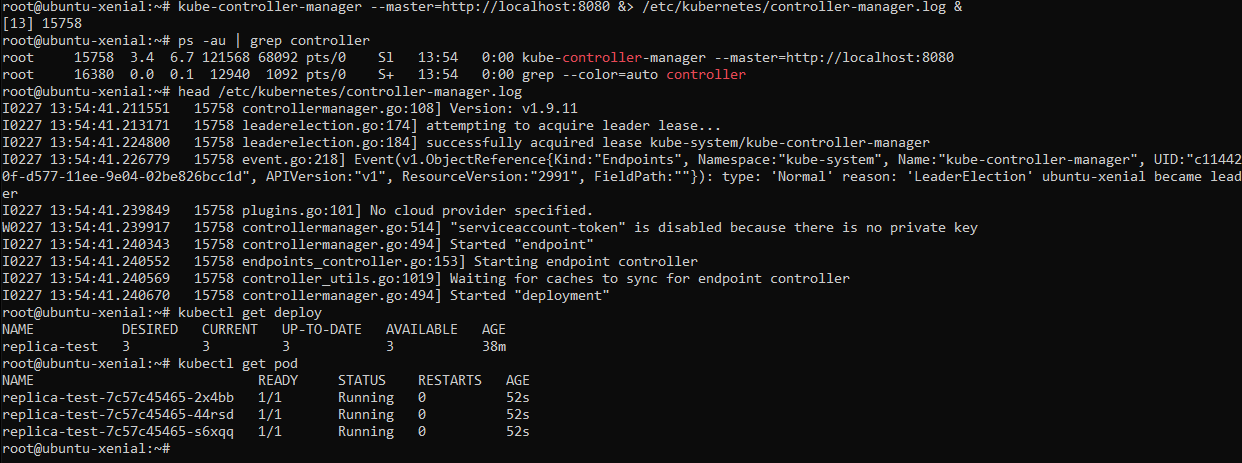 root@ubuntu-xenial:~# kube-controller-manager --master=http://localhost:8080 &> /etc/kubernetes/controller-manager.log &
[13] 15758
root@ubuntu-xenial:~# ps -au | grep controller
root     15758  3.4  6.7 121568 68092 pts/0    Sl   13:54   0:00 kube-controller-manager --master=http://localhost:8080
root     16380  0.0  0.1  12940  1092 pts/0    S+   13:54   0:00 grep --color=auto controller
root@ubuntu-xenial:~# head /etc/kubernetes/controller-manager.log
I0227 13:54:41.211551   15758 controllermanager.go:108] Version: v1.9.11
I0227 13:54:41.213171   15758 leaderelection.go:174] attempting to acquire leader lease...
I0227 13:54:41.224800   15758 leaderelection.go:184] successfully acquired lease kube-system/kube-controller-manager
I0227 13:54:41.226779   15758 event.go:218] Event(v1.ObjectReference{Kind:"Endpoints", Namespace:"kube-system", Name:"kube-controller-manager", UID:"c11442
0f-d577-11ee-9e04-02be826bcc1d", APIVersion:"v1", ResourceVersion:"2991", FieldPath:""}): type: 'Normal' reason: 'LeaderElection' ubuntu-xenial became lead
er
I0227 13:54:41.239849   15758 plugins.go:101] No cloud provider specified.
W0227 13:54:41.239917   15758 controllermanager.go:514] "serviceaccount-token" is disabled because there is no private key
I0227 13:54:41.240343   15758 controllermanager.go:494] Started "endpoint"
I0227 13:54:41.240552   15758 endpoints_controller.go:153] Starting endpoint controller
I0227 13:54:41.240569   15758 controller_utils.go:1019] Waiting for caches to sync for endpoint controller
I0227 13:54:41.240670   15758 controllermanager.go:494] Started "deployment"
root@ubuntu-xenial:~# kubectl get deploy
NAME           DESIRED   CURRENT   UP-TO-DATE   AVAILABLE   AGE
replica-test   3         3         3            3           38m
root@ubuntu-xenial:~# kubectl get pod
NAME                            READY     STATUS    RESTARTS   AGE
replica-test-7c57c45465-2x4bb   1/1       Running   0          52s
replica-test-7c57c45465-44rsd   1/1       Running   0          52s
replica-test-7c57c45465-s6xqq   1/1       Running   0          52s
root@ubuntu-xenial:~#